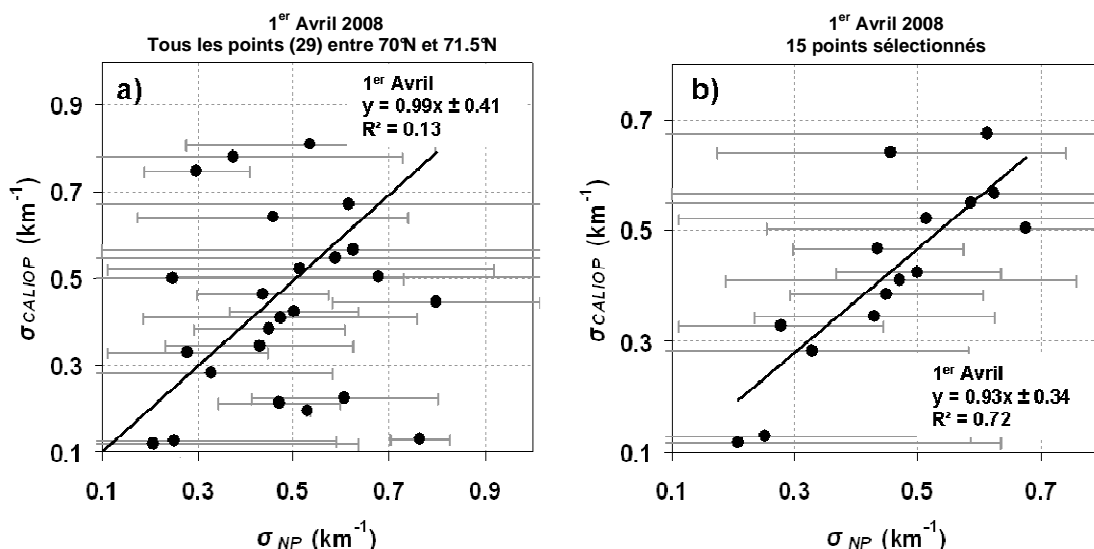 1er Avril 2008
Tous les points (29) entre 70°N et 71.5°N
a)
1er Avril
y = 0.99x ± 0.41
R² = 0.13
0.9
0.7
0.5
0.3
0.1
σCALIOP (km-1)
0.1 0.3 0.5 0.7 0.9
σNP (km-1)
1er Avril 2008
15 points sélectionnés
b)
0.7
0.5
0.3
0.1
σCALIOP (km-1)
1er Avril
y = 0.93x ± 0.34
R² = 0.72
0.1 0.3 0.5 0.7
σNP (km-1)